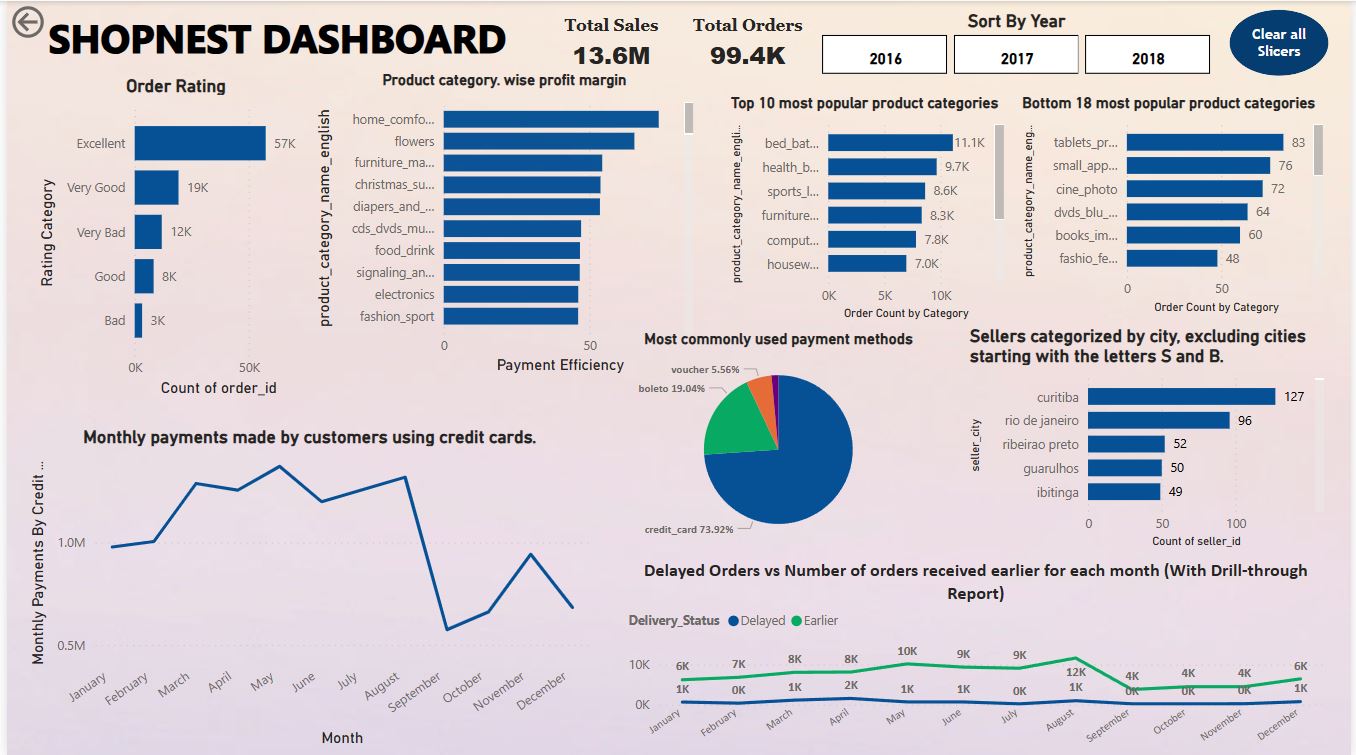 SHOPNEST DASHBOARD
Total Sales
13.6M
Total Orders
99.4K
Sort By Year
2016
2017
2018
Clear all
Slicers
Order Rating
Rating Category
Excellent
57K
Very Good
19K
Very Bad
12K
Good
8K
Bad
3K
0K
50K
Count of order_id
Product category. wise profit margin
product_category_name_english
home_comfo...
flowers
furniture_ma...
christmas_su...
diapers_and_...
cds_dvds_mu...
food_drink
signaling_an...
electronics
fashion_sport
0
50
Payment Efficiency
Top 10 most popular product categories
product_category_name_engli...
bed_bat...
11.1K
health_b...
9.7K
sports_l...
8.6K
furniture...
8.3K
comput...
7.8K
housew...
7.0K
0K
5K
10K
Order Count by Category
Bottom 18 most popular product categories
product_category_name_eng...
tablets_pr...
83
small_app...
76
cine_photo
72
dvds_blu_...
64
books_im...
60
fashio_fe...
48
0
50
Order Count by Category
Most commonly used payment methods
voucher 5.56%
boleto 19.04%
credit_card 73.92%
Sellers categorized by city, excluding cities
starting with the letters S and B.
seller_city
curitiba
127
rio de janeiro
96
ribeirao preto
52
guarulhos
50
ibitinga
49
0
50
100
Count of seller_id
Monthly payments made by customers using credit cards.
Monthly Payments By Credit ...
1.0M
0.5M
January
February
March
April
May
June
July
August
September
October
November
December
Month
Delayed Orders vs Number of orders received earlier for each month (With Drill-through
Report)
Delivery_Status
Delayed
Earlier
10K
0K
6K
7K
8K
8K
10K
9K
9K
12K
4K
4K
4K
6K
1K
0K
1K
2K
1K
1K
0K
1K
0K
0K
0K
1K
January
February
March
April
May
June
July
August
September
October
November
December